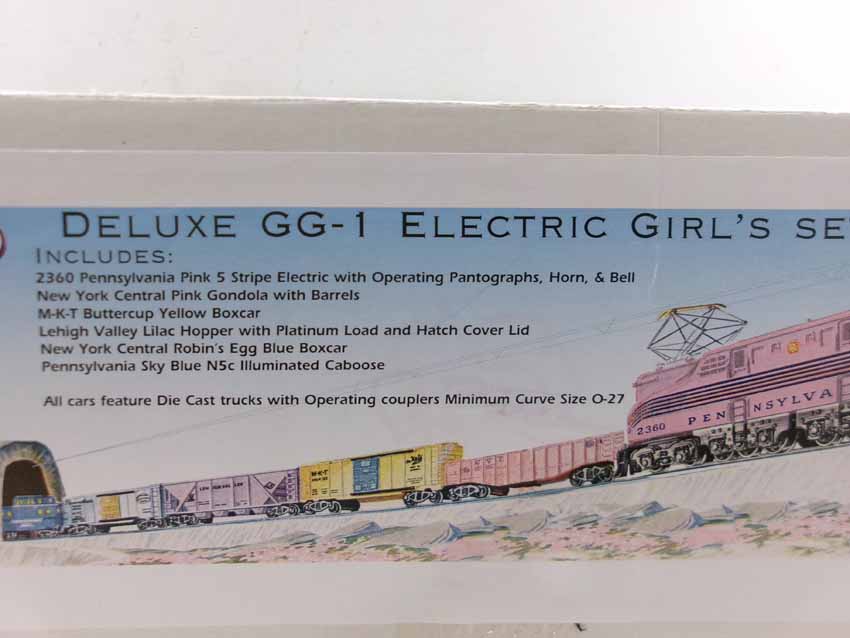 DELUXE GG-1 ELECTRIC GIRL'S SE
INCLUDES:
2360 Pennsylvania Pink 5 Stripe Electric with Operating Pantographs, Horn, & Bell
New York Central Pink Gondola with Barrels
M-K-T Buttercup Yellow Boxcar
Lehigh Valley Lilac Hopper with Platinum Load and Hatch Cover Lid
New York Central Robin's Egg Blue Boxcar
Pennsylvania Sky Blue N5c Illuminated Caboose
All cars feature Die Cast trucks with Operating couplers Minimum Curve Size O-27
2360 PENNSYLVA
M-K-T